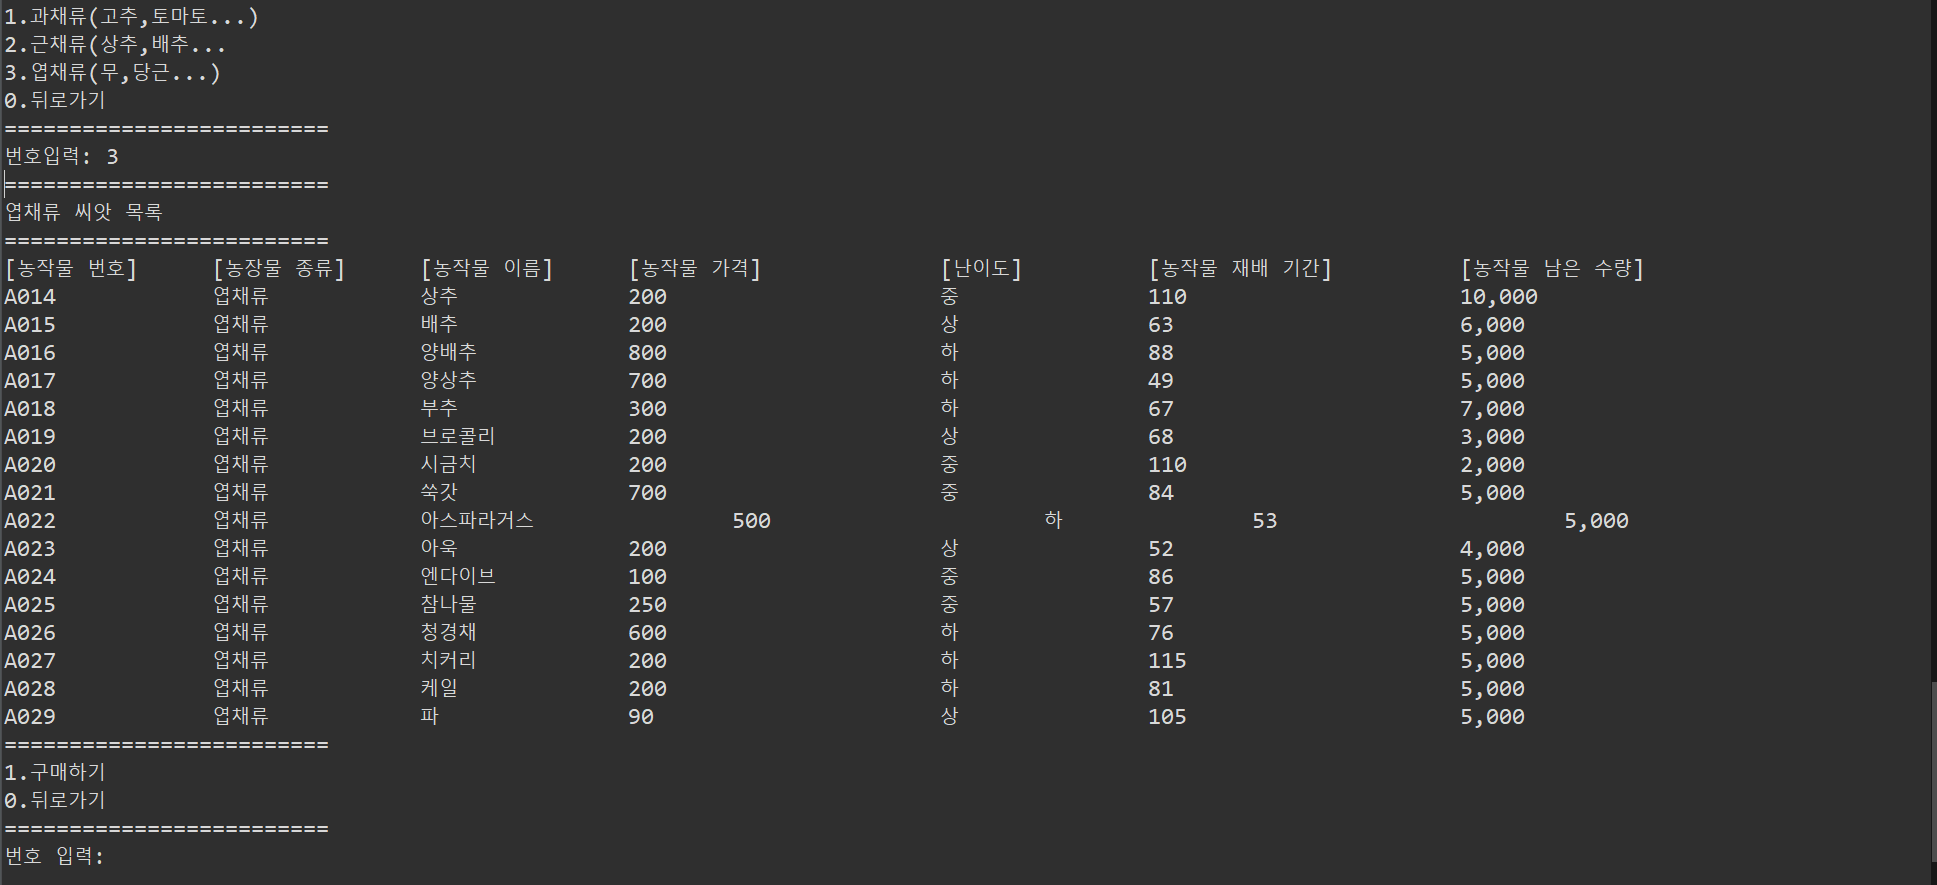 1.과채류(고추,토마토...)
2.근채류(상추,배추...
3.엽채류(무,당근...)
0.뒤로가기
=========================
번호입력: 3
=========================
엽채류 씨앗 목록
=========================
[농작물 번호] [농장물 종류] [농작물 이름] [농작물 가격] [난이도] [농작물 재배 기간] [농작물 남은 수량]
A014 엽채류 상추 200 중 110 10,000
A015 엽채류 배추 200 상 63 6,000
A016 엽채류 양배추 800 하 88 5,000
A017 엽채류 양상추 700 하 49 5,000
A018 엽채류 부추 300 하 67 7,000
A019 엽채류 브로콜리 200 상 68 3,000
A020 엽채류 시금치 200 중 110 2,000
A021 엽채류 쑥갓 700 중 84 5,000
A022 엽채류 아스파라거스 500 하 53 5,000
A023 엽채류 아욱 200 상 52 4,000
A024 엽채류 엔다이브 100 중 86 5,000
A025 엽채류 참나물 250 중 57 5,000
A026 엽채류 청경채 600 하 76 5,000
A027 엽채류 치커리 200 하 115 5,000
A028 엽채류 케일 200 하 81 5,000
A029 엽채류 파 90 상 105 5,000
=========================
1.구매하기
0.뒤로가기
=========================
번호 입력: